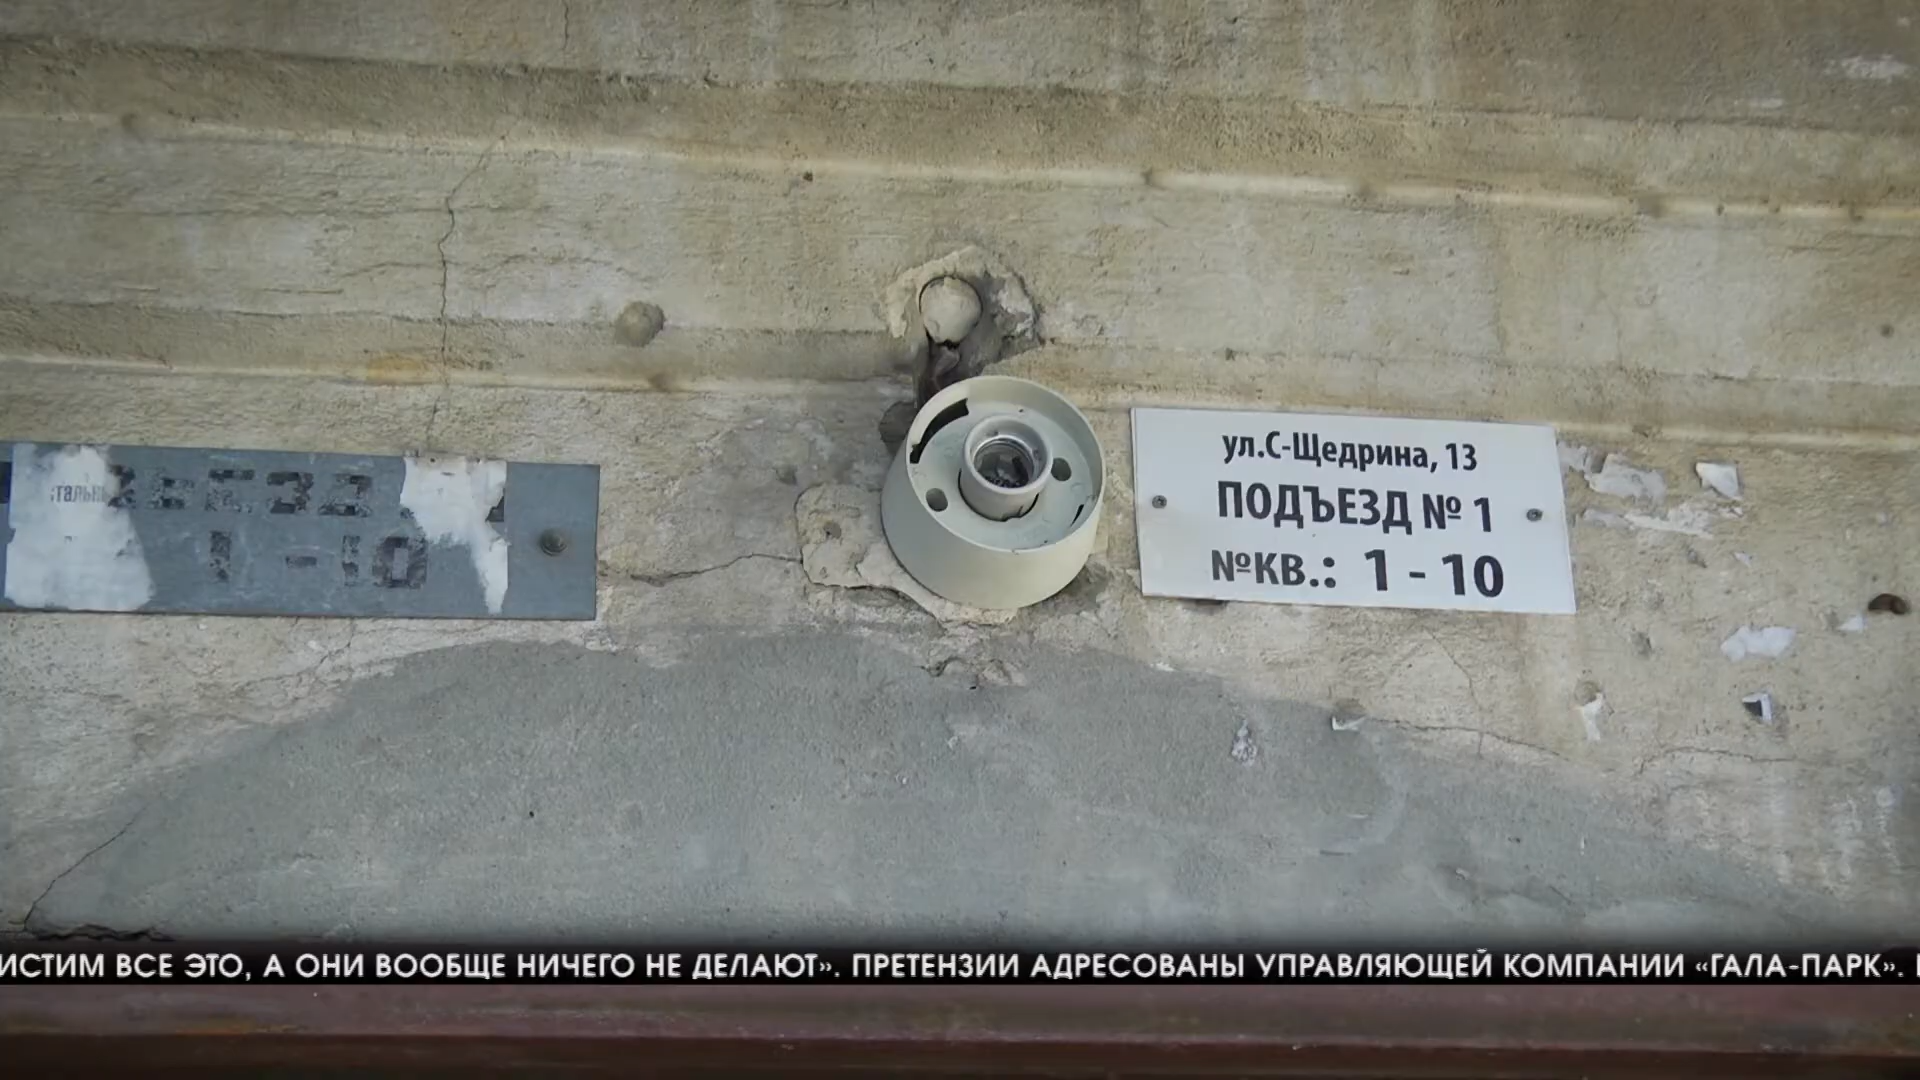 1-10
ул.С-Щедрина, 13
ПОДЪЕЗД № 1
№КВ.: 1 - 10
ИСТИМ ВСЕ ЭТО, А ОНИ ВООБЩЕ НИЧЕГО НЕ ДЕЛАЮТ». ПРЕТЕНЗИИ АДРЕСОВАНЫ УПРАВЛЯЮЩЕЙ КОМПАНИИ «ГАЛА-ПАРК».